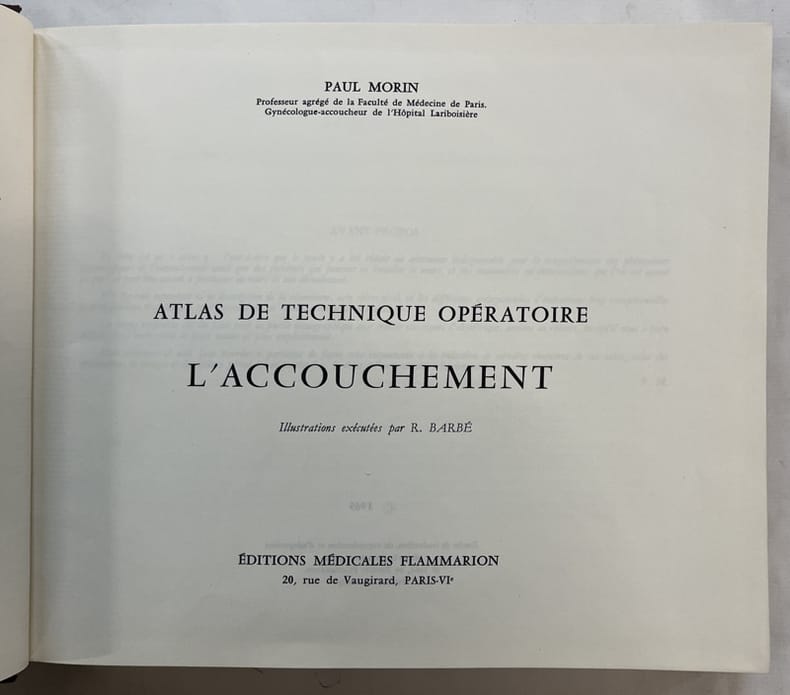 PAUL MORIN
Professeur agrégé de la Faculté de Médecine de Paris.
Gynécologue-accoucheur de l'Hôpital Lariboisière
ATLAS DE TECHNIQUE OPÉRATOIRE
L'ACCOUCHEMENT
Illustrations exécutées par R. BARBÉ
ÉDITIONS MÉDICALES FLAMMARION
20, rue de Vaugirard, PARIS-VIᵉ